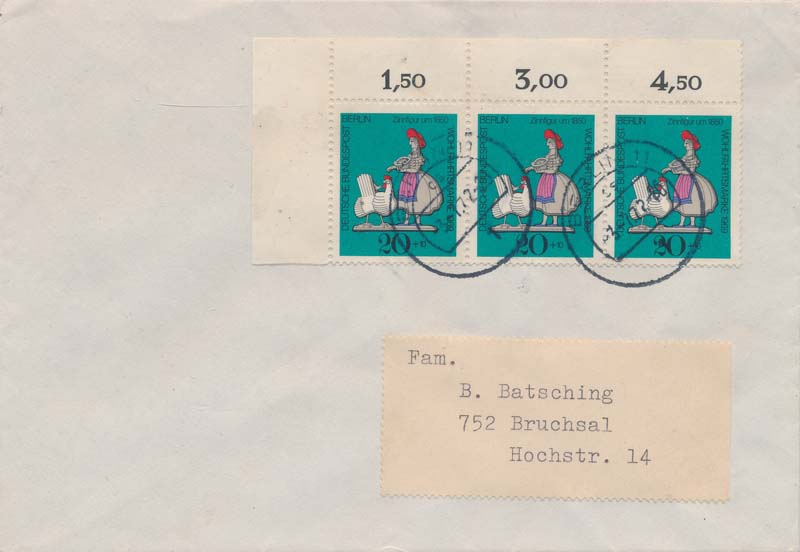 1,50 3,00 4,50
BERLIN Zinnfigur um 1850
DEUTSCHE BUNDESPOST
WOHLFAHRTSMARKE 1969
20 +10
BERLIN Zinnfigur um 1850
DEUTSCHE BUNDESPOST
WOHLFAHRTSMARKE 1969
20 +10
BERLIN Zinnfigur um 1850
DEUTSCHE BUNDESPOST
WOHLFAHRTSMARKE 1969
20 +10
Fam.
B. Batsching
752 Bruchsal
Hochstr. 14